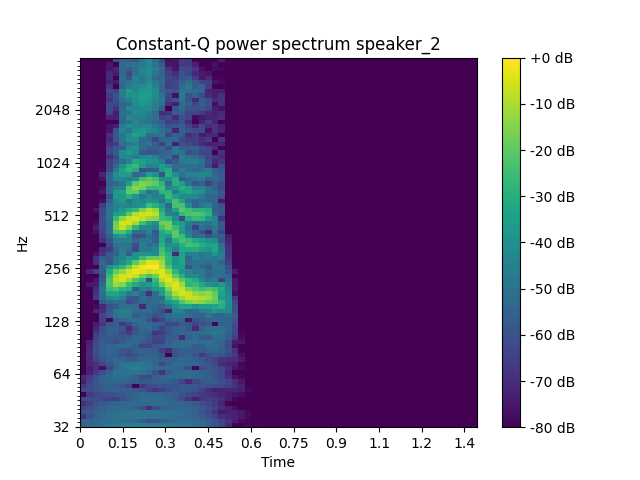 Constant-Q power spectrum speaker_2
Hz
2048
1024
512
256
128
64
32
0 0.15 0.3 0.45 0.6 0.75 0.9 1.1 1.2 1.4
Time
+0 dB
-10 dB
-20 dB
-30 dB
-40 dB
-50 dB
-60 dB
-70 dB
-80 dB